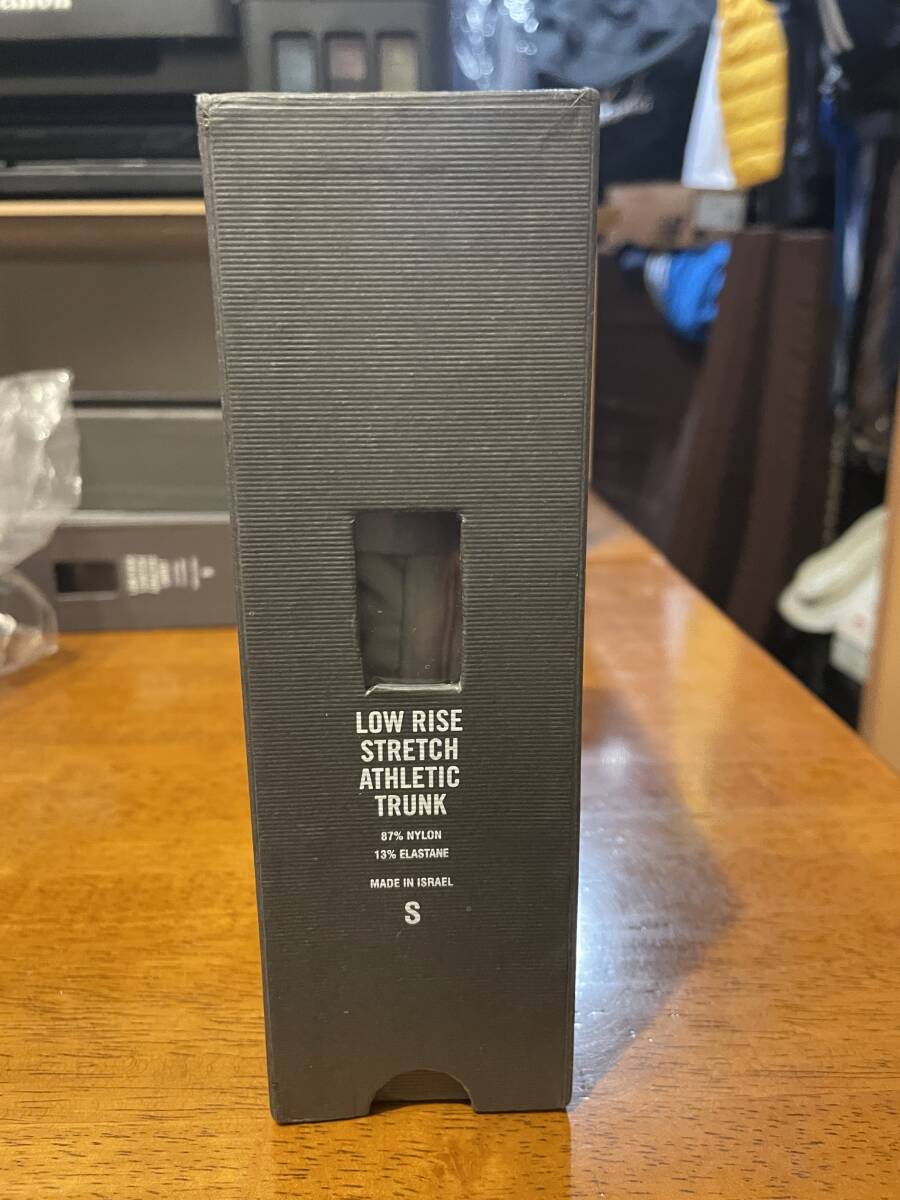 LOW RISE
STRETCH
ATHLETIC
TRUNK
87% NYLON
13% ELASTANE
MADE IN ISRAEL
S